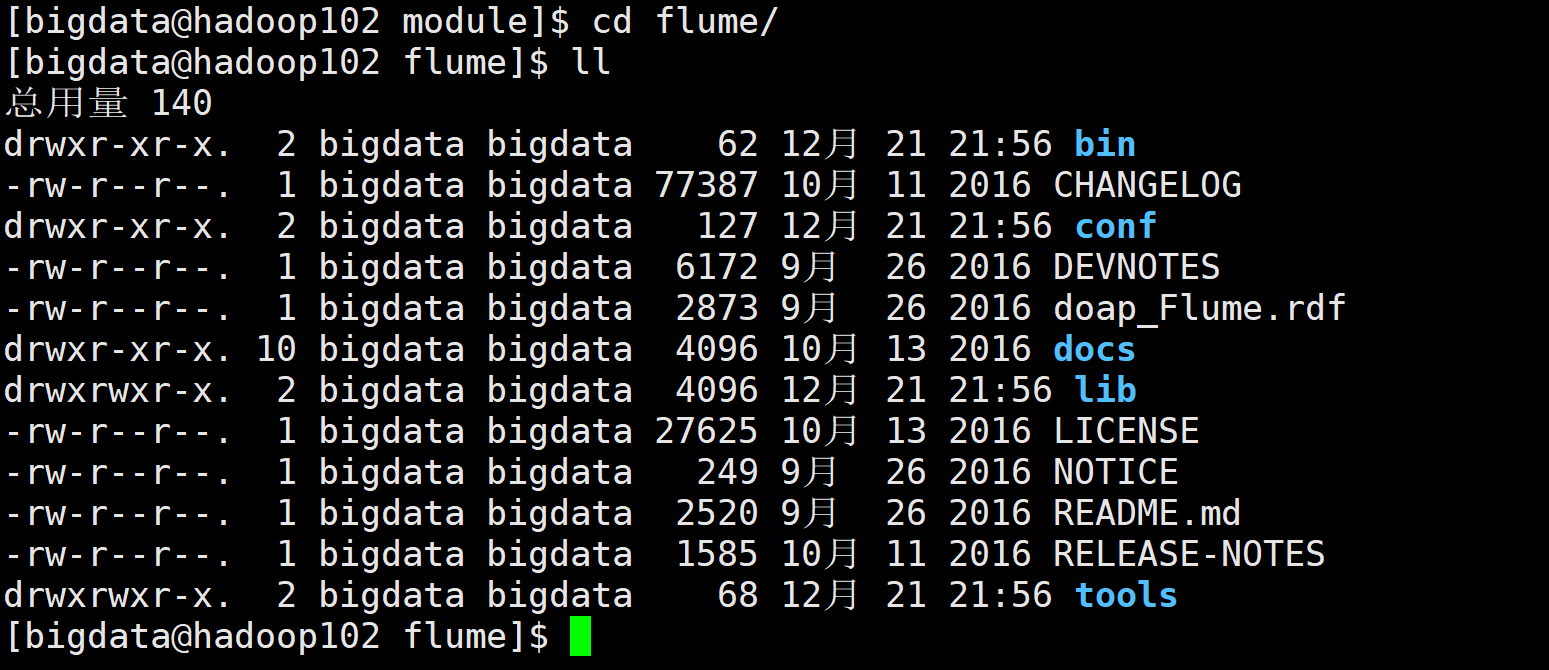 [bigdata@hadoop102 module]$ cd flume/
[bigdata@hadoop102 flume]$ ll
总用量 140
drwxr-xr-x.  2 bigdata bigdata    62 12月 21 21:56 bin
-rw-r--r--.  1 bigdata bigdata 77387 10月 11 2016 CHANGELOG
drwxr-xr-x.  2 bigdata bigdata   127 12月 21 21:56 conf
-rw-r--r--.  1 bigdata bigdata  6172 9月  26 2016 DEVNOTES
-rw-r--r--.  1 bigdata bigdata  2873 9月  26 2016 doap_Flume.rdf
drwxr-xr-x. 10 bigdata bigdata  4096 10月 13 2016 docs
drwxrwxr-x.  2 bigdata bigdata  4096 12月 21 21:56 lib
-rw-r--r--.  1 bigdata bigdata 27625 10月 13 2016 LICENSE
-rw-r--r--.  1 bigdata bigdata   249 9月  26 2016 NOTICE
-rw-r--r--.  1 bigdata bigdata  2520 9月  26 2016 README.md
-rw-r--r--.  1 bigdata bigdata  1585 10月 11 2016 RELEASE-NOTES
drwxrwxr-x.  2 bigdata bigdata    68 12月 21 21:56 tools
[bigdata@hadoop102 flume]$